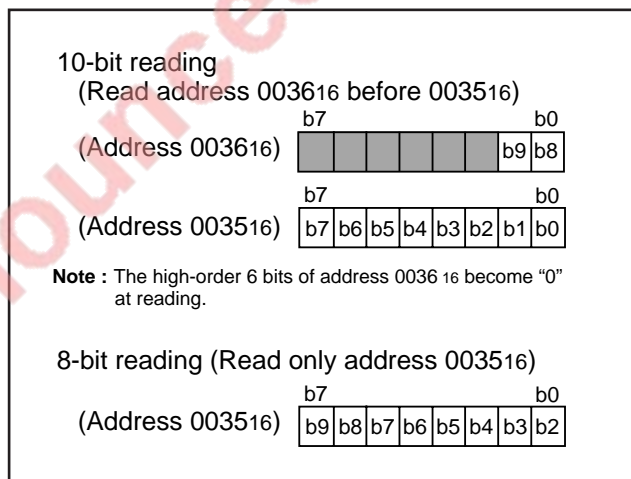 10-bit reading
(Read address 003616 before 003516)
b7 b0
(Address 003616) b9 b8
b7 b0
(Address 003516) b7 b6 b5 b4 b3 b2 b1 b0
Note : The high-order 6 bits of address 0036 16 become “0”
at reading.
8-bit reading (Read only address 003516)
b7 b0
(Address 003516) b9 b8 b7 b6 b5 b4 b3 b2